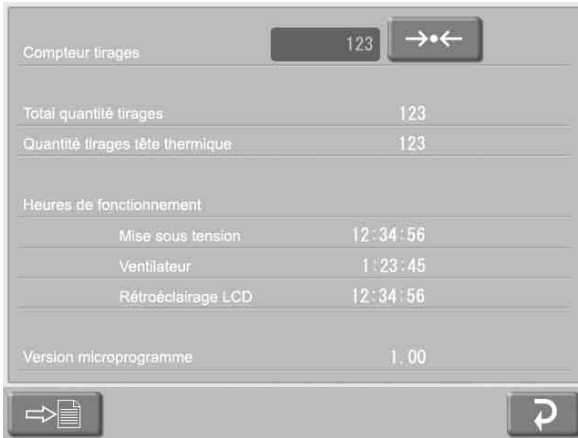 Compteur tirages 123
Total quantité tirages 123
Quantité tirages tête thermique 123
Heures de fonctionnement
Mise sous tension 12:34:56
Ventilateur 1:23:45
Rétroéclairage LCD 12:34:56
Version microprogramme 1.00